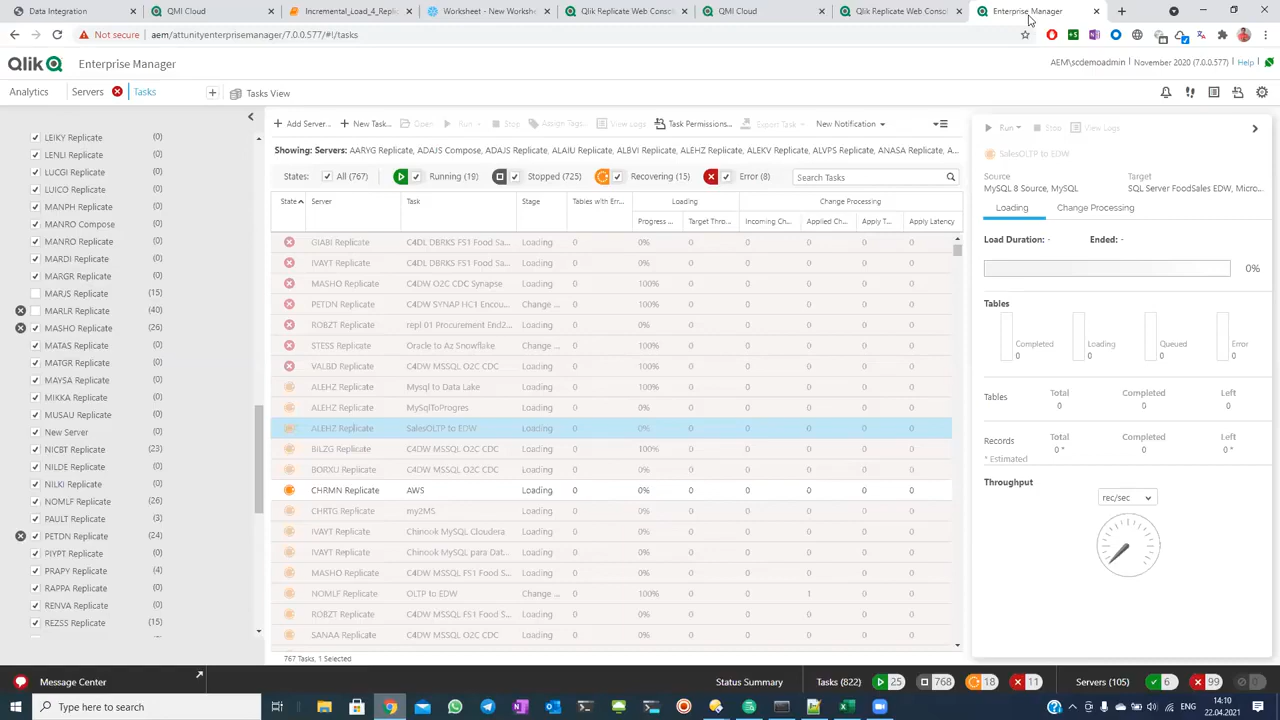 Data Integration
QMI Cloud
Incremental_Load_4_Repli
Worksheet - New Workshe
Qlik Replicate Web Consol
QMI Cloud
Qlik Replicate Web Consol
Enterprise Manager
Not secure | aem/attunityenterprisemanager/7.0.0.577/#!/tasks
Qlik Enterprise Manager
AEM\scdemoadmin | November 2020 (7.0.0.577) | Help
Analytics Servers Tasks
Tasks View
Add Server... New Task... Open Run Stop Assign Tags... View Logs Task Permissions... Export Task New Notification
Showing: Servers: AARYG Replicate, ADAJS Compose, ADAJS Replicate, ALAIU Replicate, ALBVI Replicate, ALEHZ Replicate, ALEKV Replicate, ALVPS Replicate, ANASA Replicate, A...
States: All (767) Running (19) Stopped (725) Recovering (15) Error (8) Search Tasks
LEIKY Replicate (0)
LENLI Replicate (0)
LUCGI Replicate (0)
LUICO Replicate (0)
MANPH Replicate (0)
MANRO Compose (0)
MANRO Replicate (0)
MARDI Replicate (0)
MARGR Replicate (0)
MARJS Replicate (15)
MARLR Replicate (40)
MASHO Replicate (26)
MATAS Replicate (0)
MATGR Replicate (0)
MAYSA Replicate (0)
MIKKA Replicate (0)
MUSAU Replicate (0)
New Server (0)
NICBT Replicate (23)
NILDE Replicate (0)
NILKI Replicate (0)
NOMLF Replicate (26)
PAULT Replicate (3)
PETDN Replicate (24)
PIYPT Replicate (0)
PRAPY Replicate (4)
RAPPA Replicate (0)
RENVA Replicate (0)
REZSS Replicate (15)
State Server Task Stage Tables with Err... Loading Change Processing
Progress ... Target Thro... Incoming Ch... Applied Ch... Apply T... Apply Latency
GIABI Replicate C4DL DBRKS FS1 Food Sa... Loading 0 0% 0 0 0 0 0
IVAYT Replicate C4DL DBRKS FS1 Food Sa... Loading 0 0% 0 0 0 0 0
MASHO Replicate C4DW O2C CDC Synapse Loading 0 100% 0 0 0 0 0
PETDN Replicate C4DW SYNAP HC1 Encou... Change ... 0 100% 0 0 0 0 0
ROBZT Replicate repl 01 Procurement End2... Loading 0 0% 0 0 0 0 0
STESS Replicate Oracle to Az Snowflake Change ... 0 100% 0 0 0 0 0
VALBD Replicate C4DW MSSQL O2C CDC Loading 0 0% 0 0 0 0 0
ALEHZ Replicate Mysql to Data Lake Loading 0 100% 0 0 0 0 0
ALEHZ Replicate MySqlToProgres Loading 0 0% 0 0 0 0 0
ALEHZ Replicate SalesOLTP to EDW Loading 0 0% 0 0 0 0 0
BILZG Replicate C4DW MSSQL O2C CDC Loading 0 100% 0 0 0 0 0
BORXU Replicate C4DW MSSQL O2C CDC Loading 0 0% 0 0 0 0 0
CHRMN Replicate AWS Loading 0 0% 0 0 0 0 0
CHRTG Replicate my2MS Loading 0 0% 0 0 0 0 0
IVAYT Replicate Chinook MySQL Cloudera Loading 0 0% 0 0 0 0 0
IVAYT Replicate Chinook MySQL para Dat... Loading 0 0% 0 0 0 0 0
MASHO Replicate C4DW MSSQL FS1 Food S... Loading 0 0% 0 0 0 0 0
NOMLF Replicate OLTP to EDW Change ... 0 100% 0 1 0 0 0
ROBZT Replicate C4DW MSSQL FS1 Food S... Loading 0 0% 0 0 0 0 0
SANAA Replicate C4DW MSSQL O2C CDC Loading 0 0% 0 0 0 0 0
767 Tasks, 1 Selected
Run Stop View Logs
SalesOLTP to EDW
Source Target
MySQL 8 Source, MySQL SQL Server FoodSales EDW, Micro...
Loading Change Processing
Load Duration: - Ended: -
0%
Tables
Completed 0 Loading 0 Queued 0 Error 0
Total Completed Left
Tables 0 0 0
Total Completed Left
Records 0 * 0 0 *
* Estimated
Throughput
rec/sec
Message Center Status Summary Tasks (822) 25 768 18 11 Servers (105) 6 99 0
Type here to search
ENG 14:10
22.04.2021